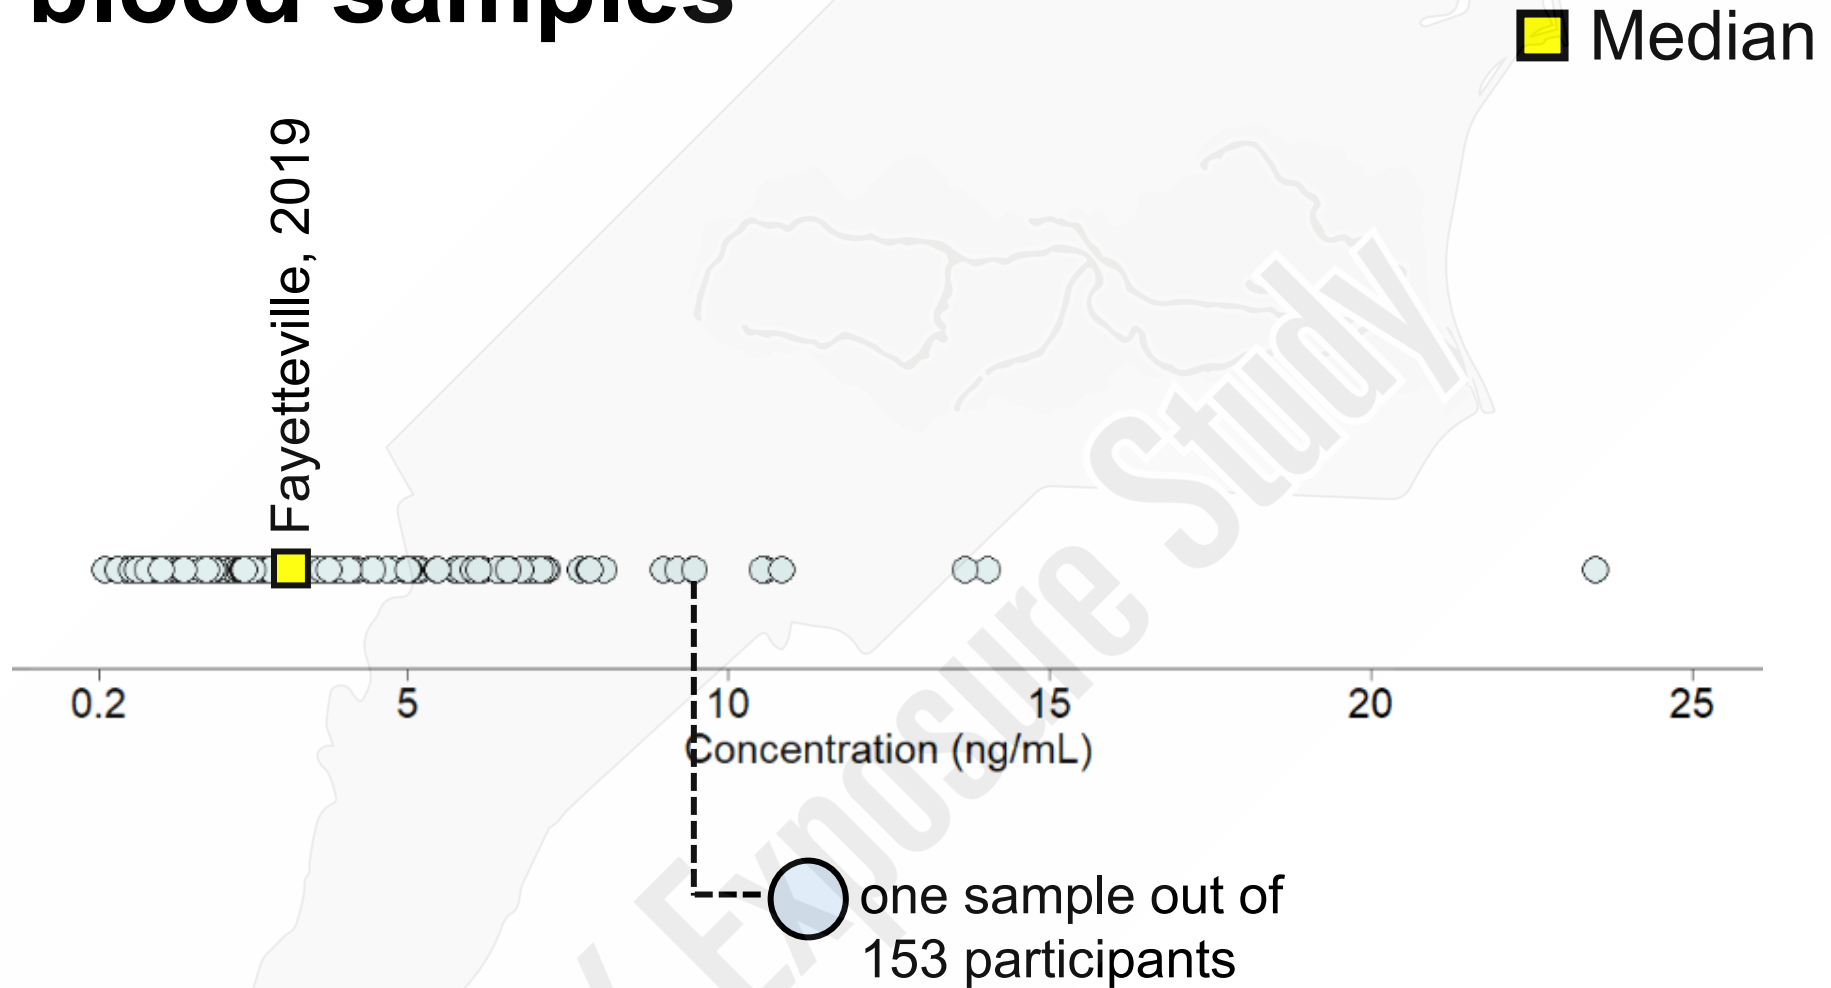 blood samples
Median
Fayetteville, 2019
0.2 5 10 15 20 25
Concentration (ng/mL)
one sample out of
153 participants
Exposure Study